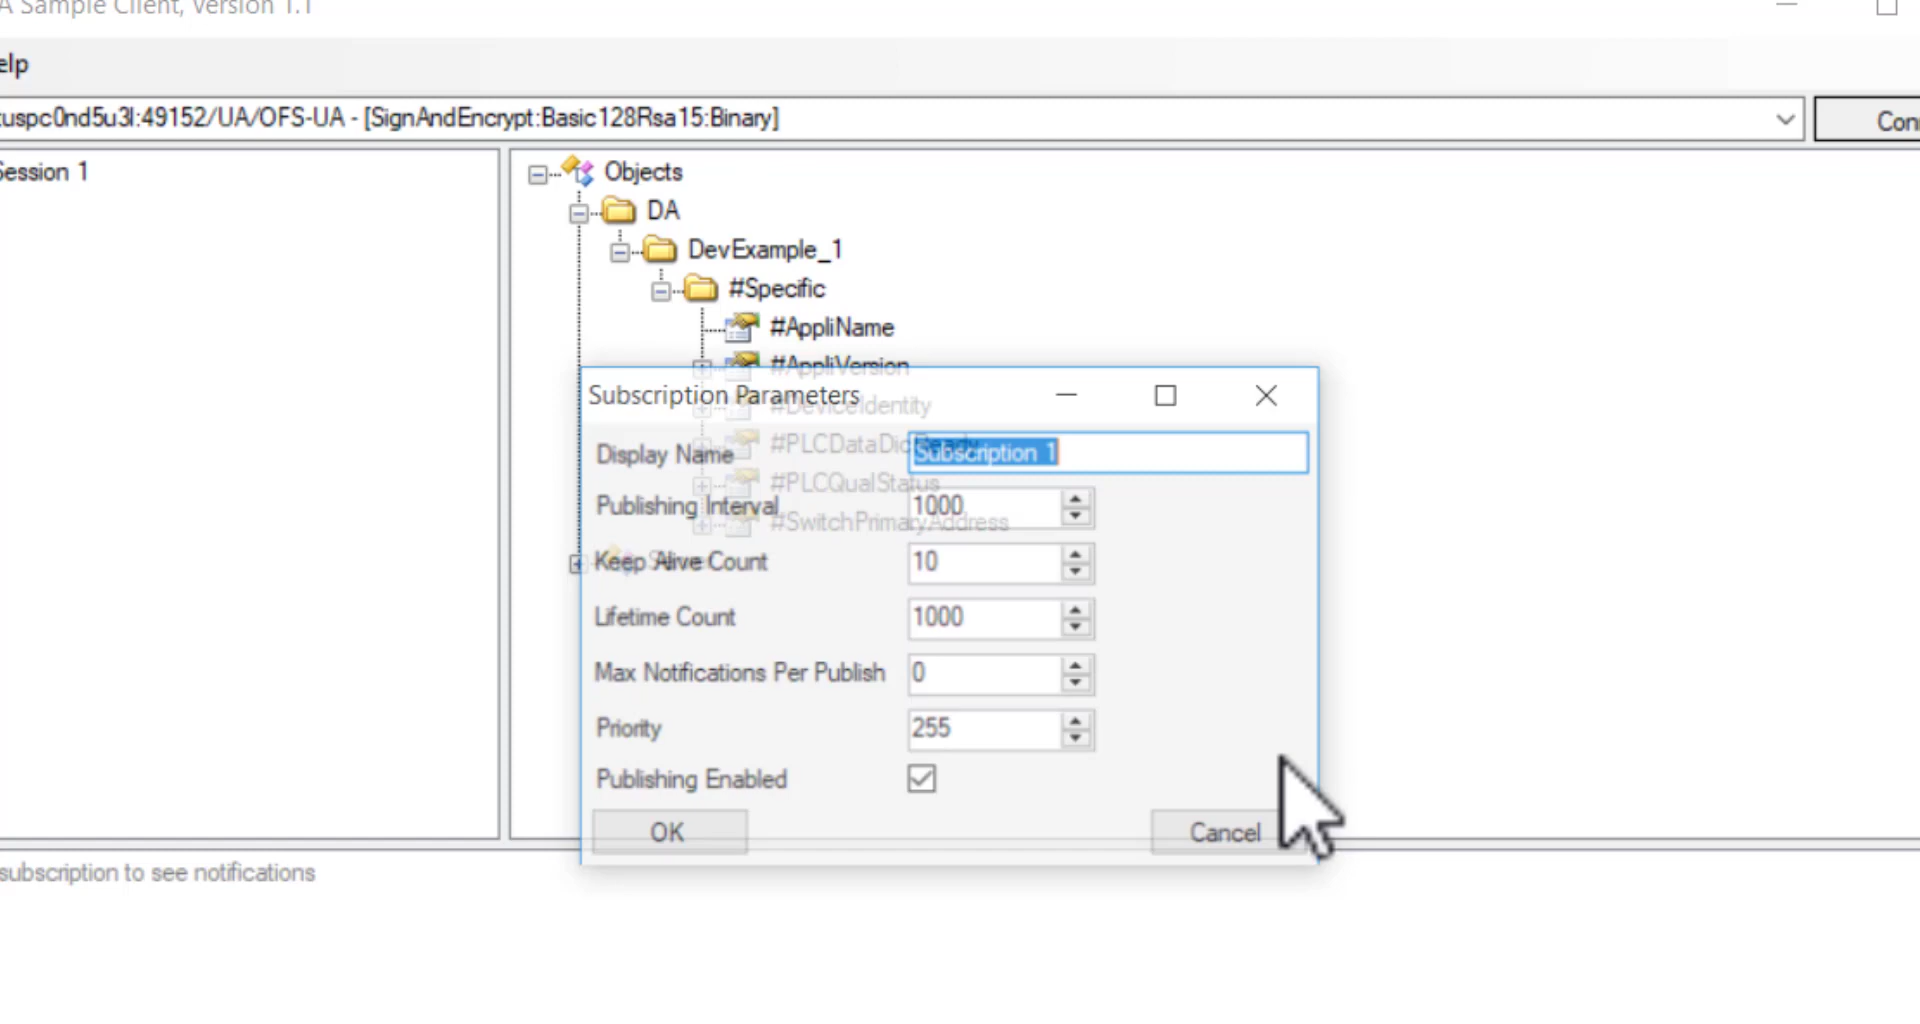 A Sample Client, Version 1.1
elp
tuspc0nd5u3l:49152/UA/OFS-UA - [SignAndEncrypt:Basic128Rsa15:Binary]
Con
Session 1
Objects
DA
DevExample_1
#Specific
#AppliName
#AppliVersion
#DeviceIdentity
#PLCDataDicReady
#PLCQualStatus
#SwitchPrimaryAddress
Subscription Parameters
Display Name
Subscription 1
Publishing Interval
1000
Keep Alive Count
10
Lifetime Count
1000
Max Notifications Per Publish
0
Priority
255
Publishing Enabled
OK
Cancel
subscription to see notifications